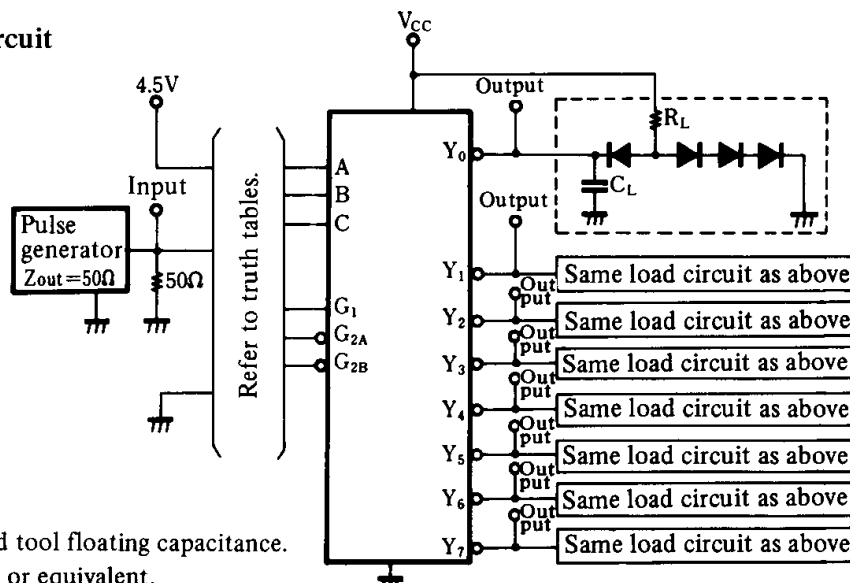 rcuit
V_CC
4.5V
Input
Pulse
generator
Zout=50Ω
50Ω
Refer to truth tables.
A
B
C
G₁
G₂A
G₂B
Y₀
Y₁
Y₂
Y₃
Y₄
Y₅
Y₆
Y₇
Output
R_L
C_L
Output
Same load circuit as above
Out
put
Same load circuit as above
Out
put
Same load circuit as above
Out
put
Same load circuit as above
Out
put
Same load circuit as above
Out
put
Same load circuit as above
Out
put
Same load circuit as above
d tool floating capacitance.
or equivalent.